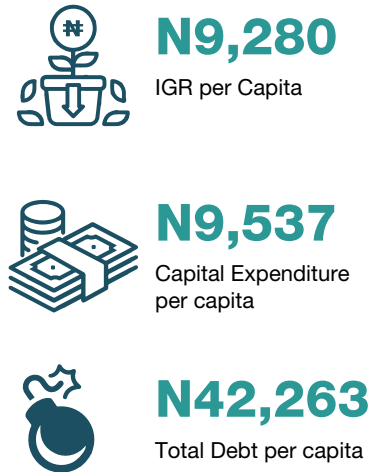 ₦
N9,280
IGR per Capita
N9,537
Capital Expenditure
per capita
N42,263
Total Debt per capita